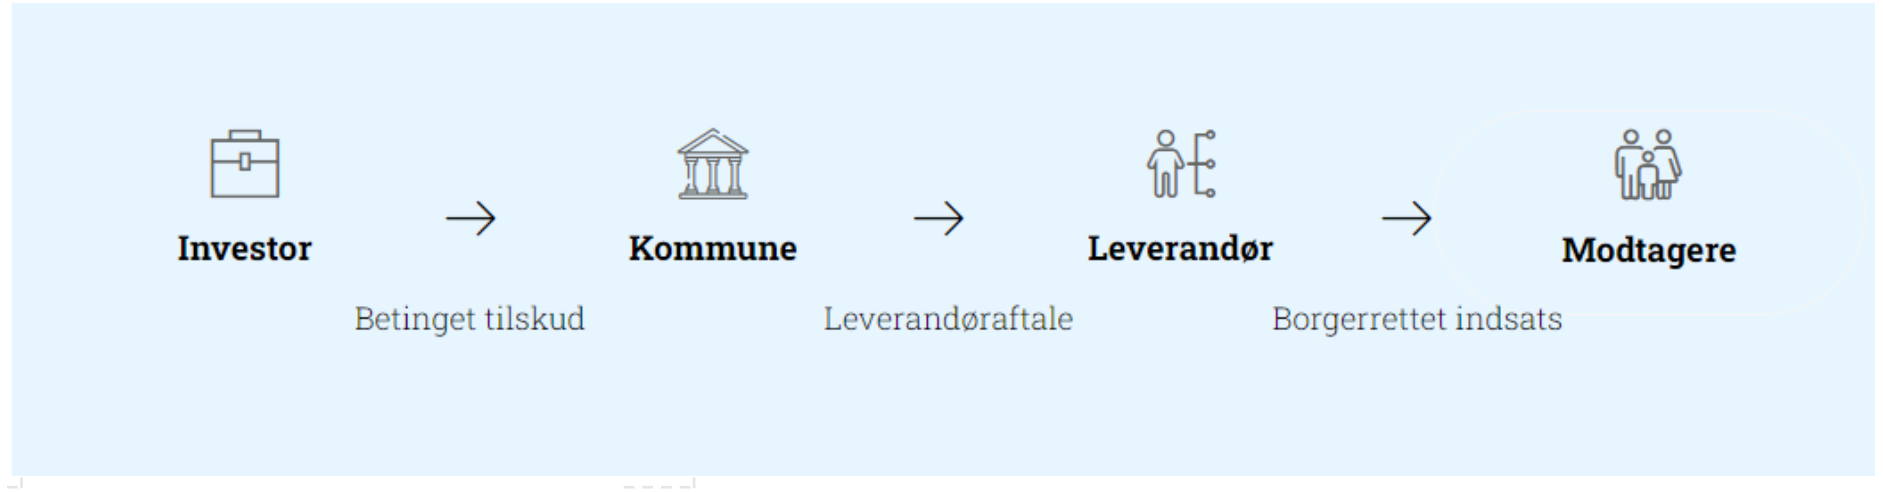 Investor
Kommune
Leverandør
Modtagere
Betinget tilskud
Leverandøraftale
Borgerrettet indsats